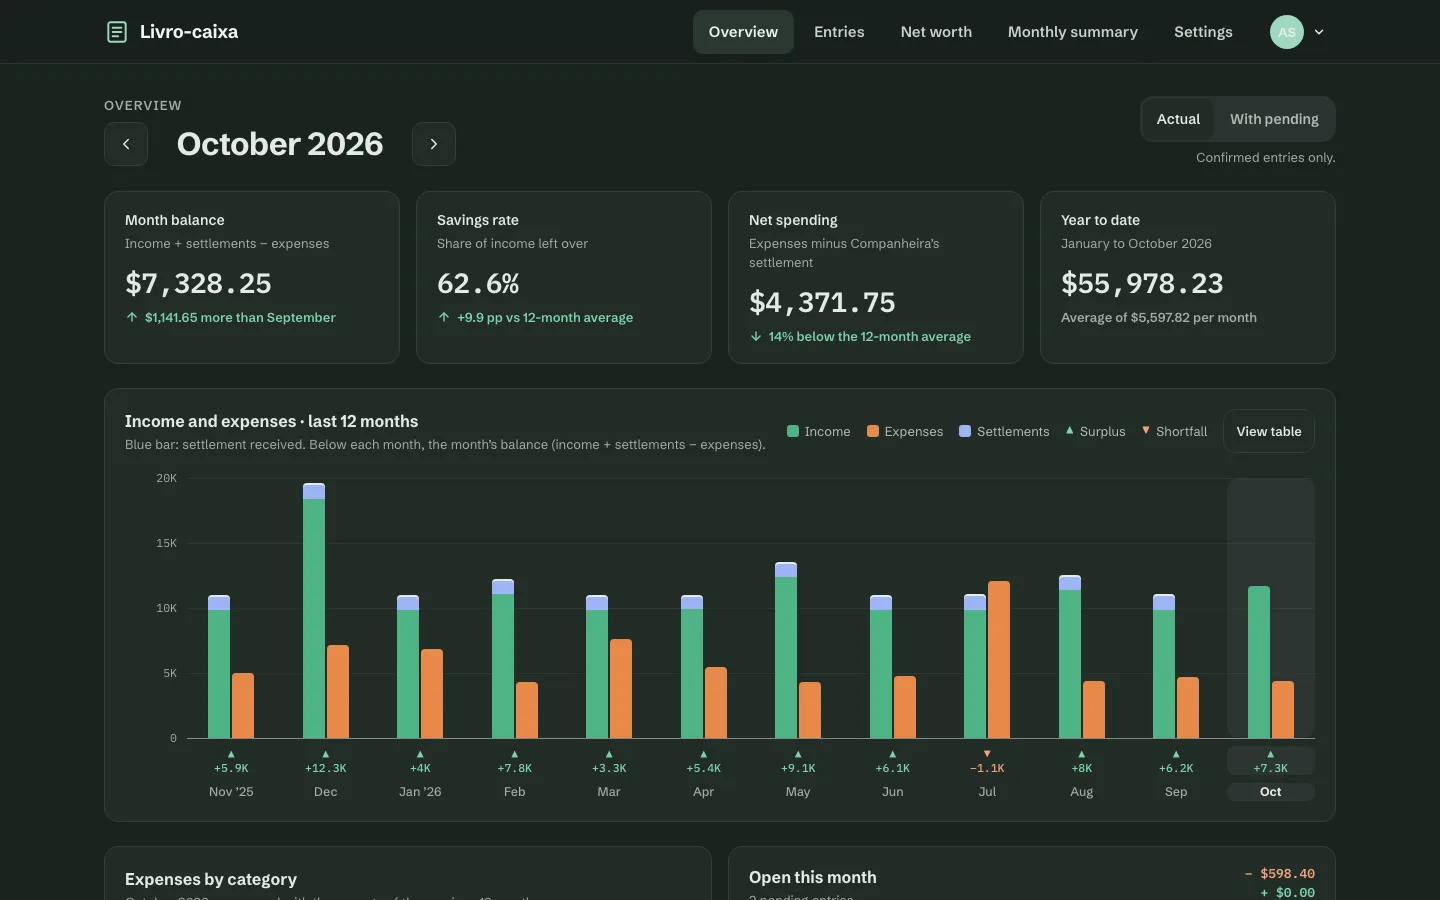 Livro-caixa
Overview
Entries
Net worth
Monthly summary
Settings
AS
OVERVIEW
October 2026
Actual
With pending
Confirmed entries only.
Month balance
Income + settlements − expenses
$7,328.25
↑ $1,141.65 more than September
Savings rate
Share of income left over
62.6%
↑ +9.9 pp vs 12-month average
Net spending
Expenses minus Companheira’s
settlement
$4,371.75
↓ 14% below the 12-month average
Year to date
January to October 2026
$55,978.23
Average of $5,597.82 per month
Income and expenses · last 12 months
Blue bar: settlement received. Below each month, the month’s balance (income + settlements − expenses).
Income
Expenses
Settlements
▲ Surplus
▼ Shortfall
View table
20K
15K
10K
5K
0
▲ ▲ ▲ ▲ ▲ ▲ ▲ ▲ ▼ ▲ ▲ ▲
+5.9K +12.3K +4K +7.8K +3.3K +5.4K +9.1K +6.1K −1.1K +8K +6.2K +7.3K
Nov ’25 Dec Jan ’26 Feb Mar Apr May Jun Jul Aug Sep Oct
Expenses by category
Open this month
− $598.40
+ $0.00